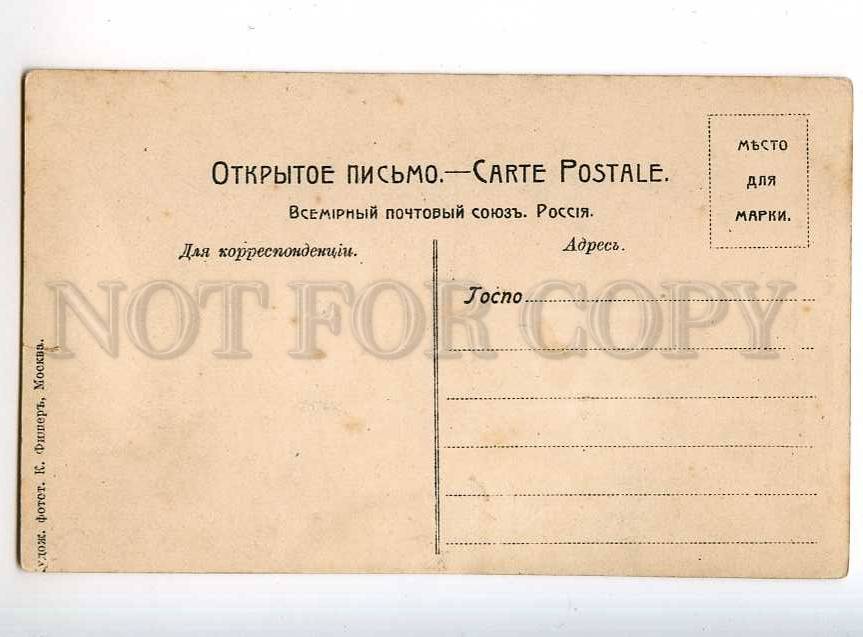 ОТКРЫТОЕ ПИСЬМО.—CARTE POSTALE.
ВСЕМІРНЫЙ ПОЧТОВЫЙ СОЮЗЪ. РОССІЯ.
МѢСТО
ДЛЯ
МАРКИ.
Для корреспонденціи.
Адресъ.
Госпо
NOT FOR COPY
удож. фотот. К. Фишеръ, Москва.